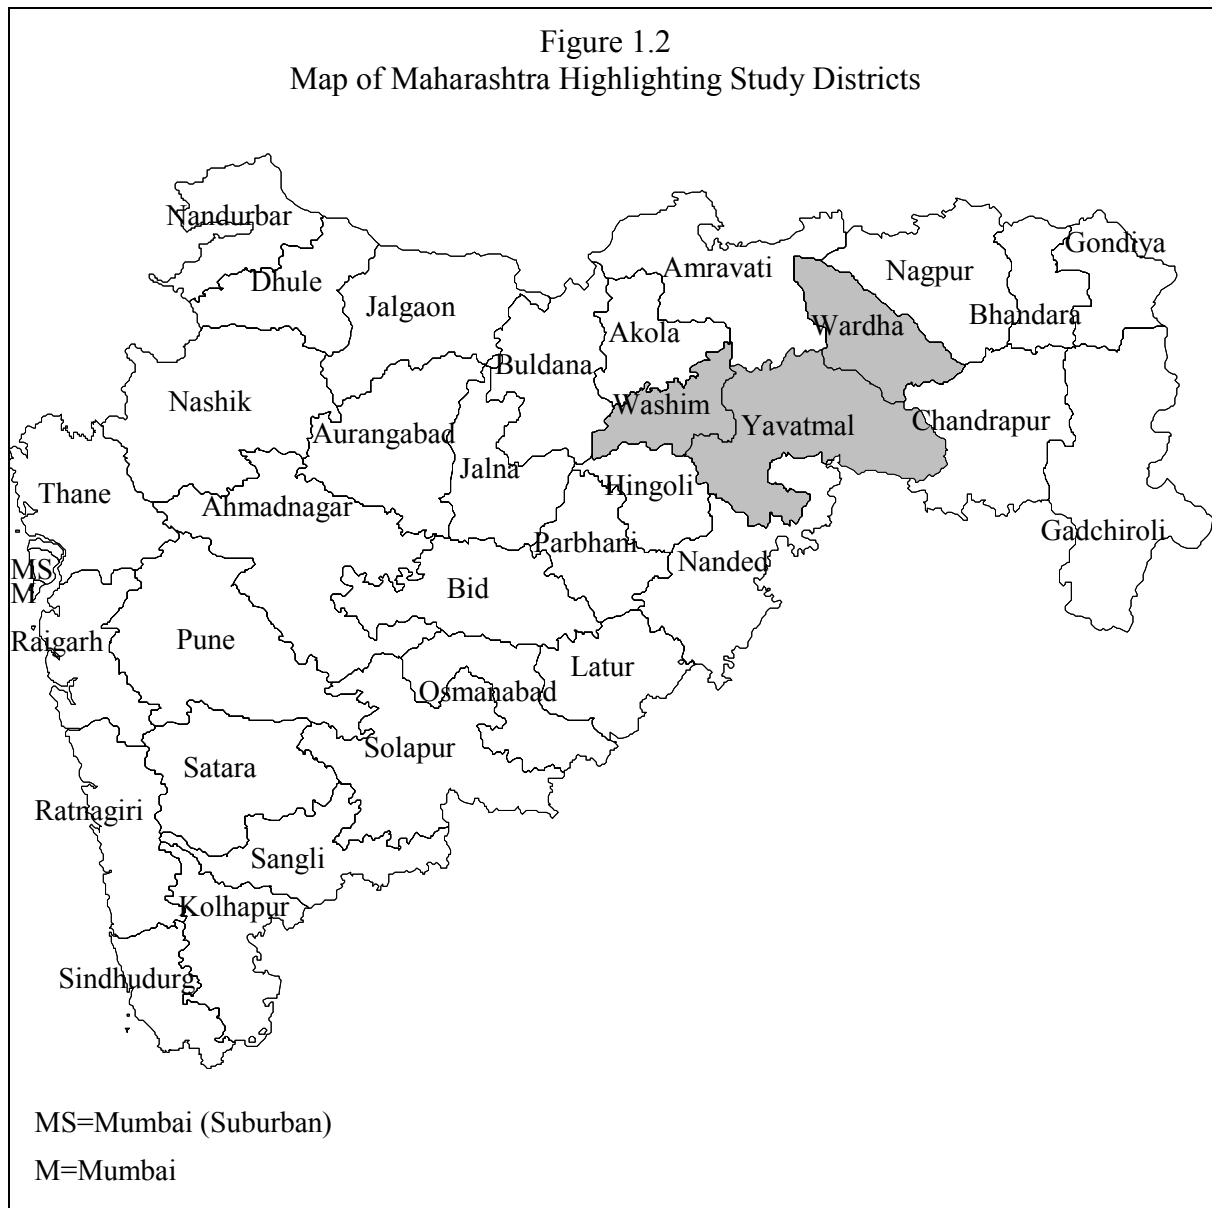 Figure 1.2
Map of Maharashtra Highlighting Study Districts
Nandurbar
Gondiya
Amravati
Nagpur
Dhule
Jalgaon
Bhandara
Wardha
Akola
Buldana
Nashik
Washim
Chandrapur
Yavatmal
Aurangabad
Jalna
Hingoli
Thane
Ahmadnagar
Gadchiroli
Parbhani
Nanded
MS
M
Bid
Raigarh
Pune
Latur
Osmanabad
Solapur
Satara
Ratnagiri
Sangli
Kolhapur
Sindhudurg
MS=Mumbai (Suburban)
M=Mumbai